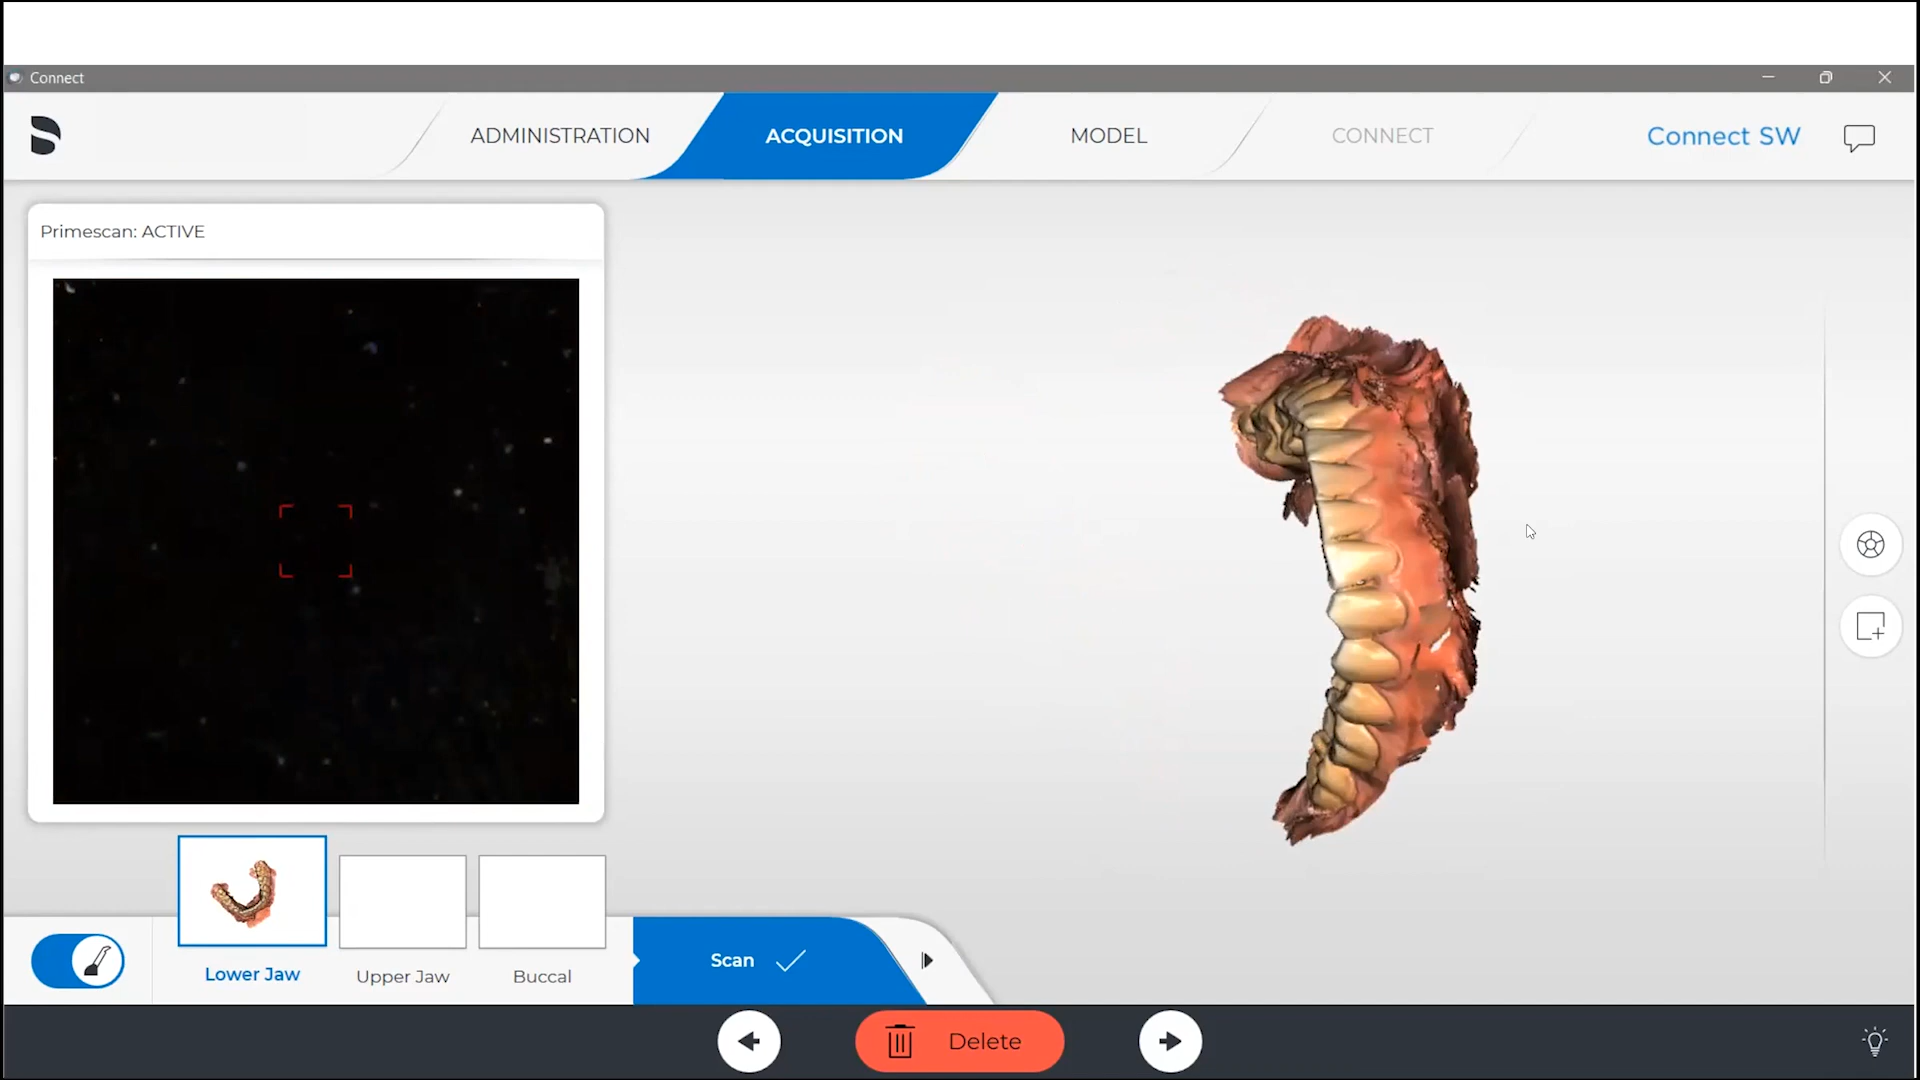 Connect
ADMINISTRATION
ACQUISITION
MODEL
CONNECT
Connect SW
Primescan: ACTIVE
Lower Jaw
Upper Jaw
Buccal
Scan
Delete